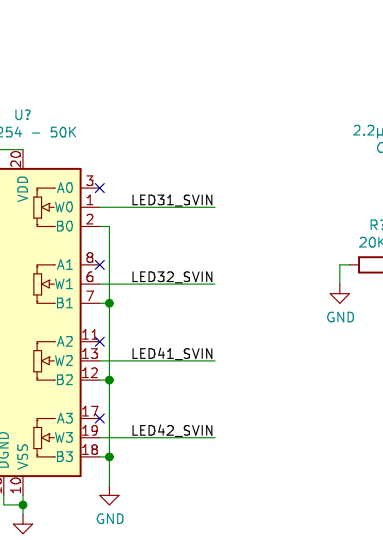 U?
254 - 50K
20
VDD
A0
3
W0
1
LED31_SVIN
B0
2
A1
8
W1
6
LED32_SVIN
B1
7
A2
11
W2
13
LED41_SVIN
B2
12
A3
17
W3
19
LED42_SVIN
B3
18
DGND
VSS
10
GND
2.2µ
R?
20K
GND